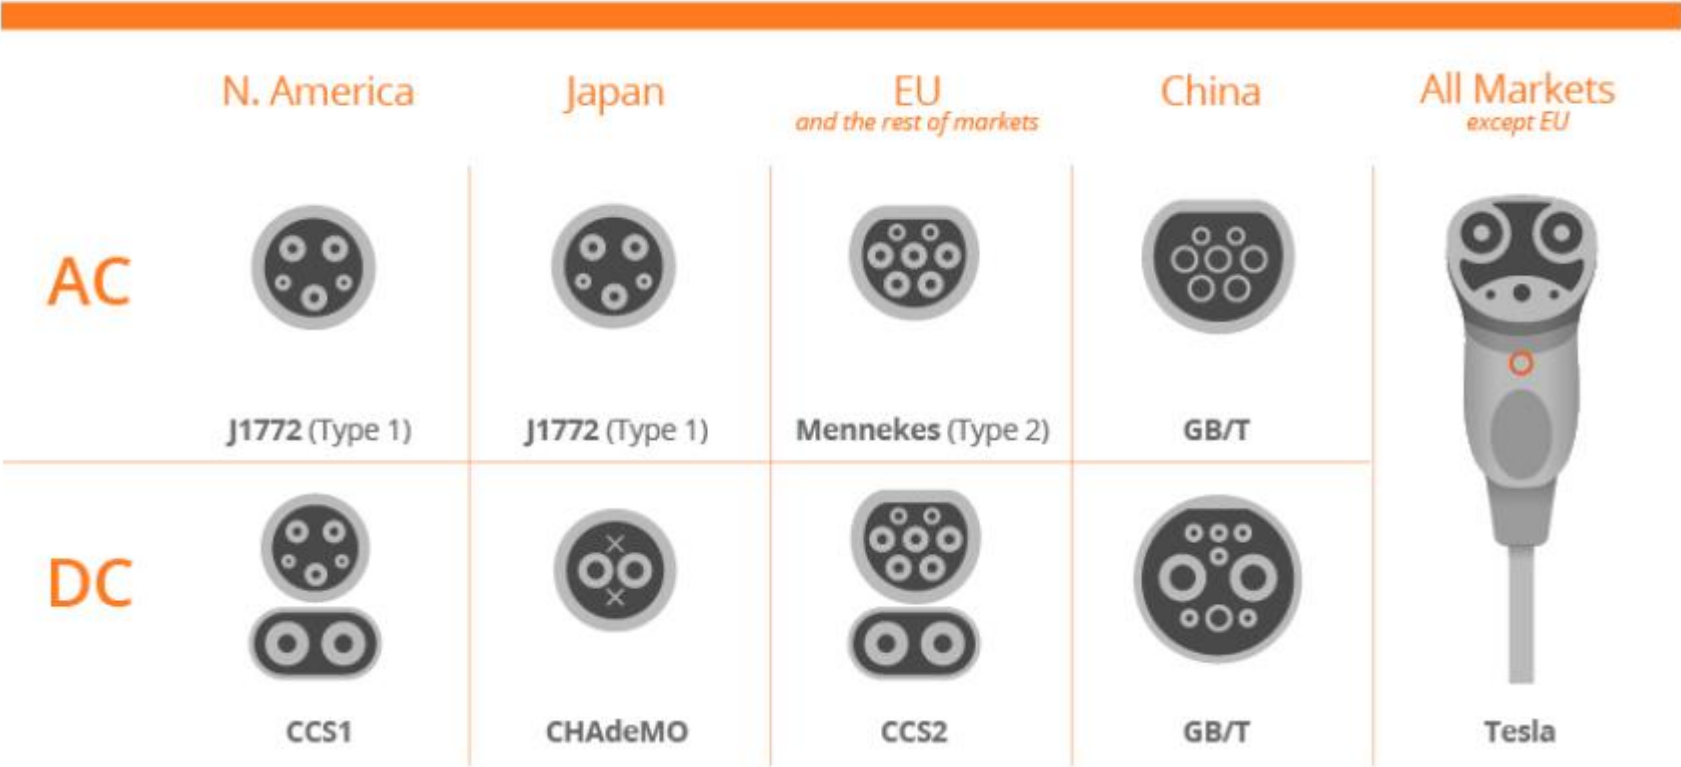 N. America
Japan
EU
and the rest of markets
China
All Markets
except EU
AC
J1772 (Type 1)
J1772 (Type 1)
Mennekes (Type 2)
GB/T
DC
CCS1
CHAdeMO
CCS2
GB/T
Tesla